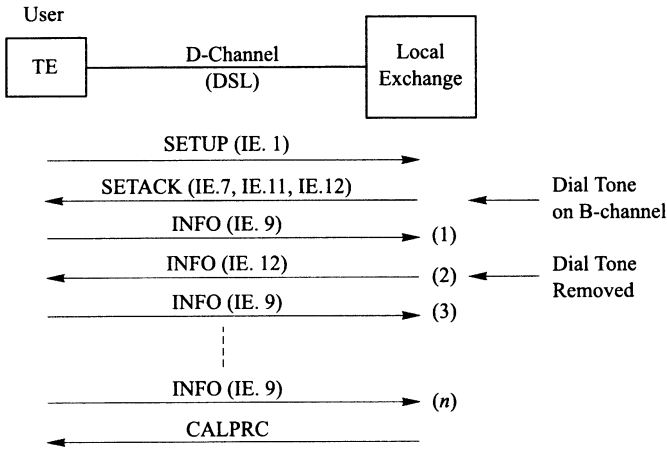 User
TE
D-Channel
(DSL)
Local
Exchange
SETUP (IE. 1)
SETACK (IE.7, IE.11, IE.12)
Dial Tone
on B-channel
INFO (IE. 9)
(1)
INFO (IE. 12)
(2)
Dial Tone
Removed
INFO (IE. 9)
(3)
INFO (IE. 9)
(n)
CALPRC